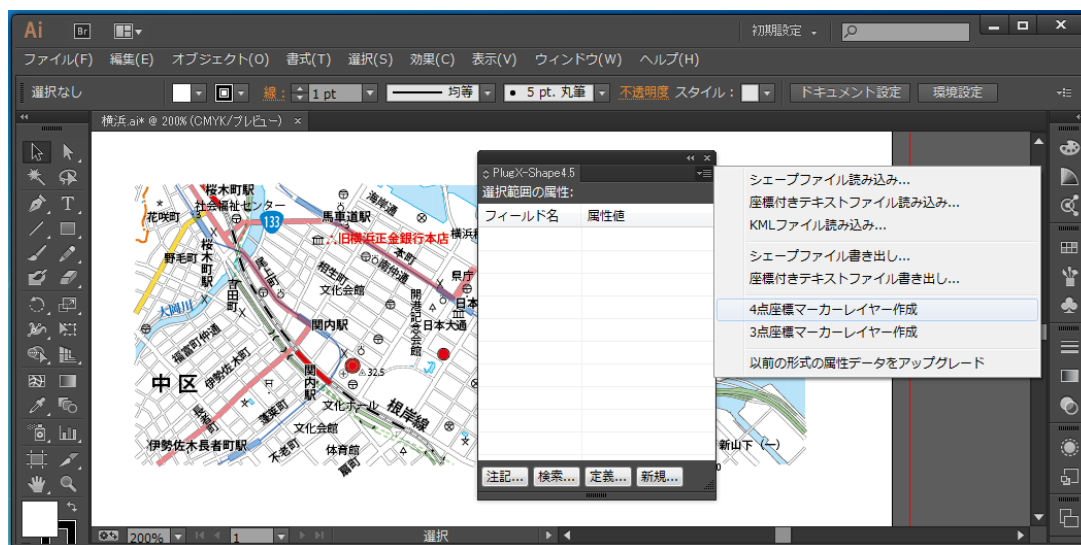 Ai Br 初期設定
ファイル(F) 編集(E) オブジェクト(O) 書式(T) 選択(S) 効果(C) 表示(V) ウィンドウ(W) ヘルプ(H)
選択なし 線: 1 pt 均等 5 pt. 丸筆 不透明度 スタイル: ドキュメント設定 環境設定
横浜.ai* @ 200% (CMYK/プレビュー) ×
PlugX-Shape4.5
選択範囲の属性:
フィールド名 属性値
注記... 検索... 定義... 新規...
シェープファイル読み込み...
座標付きテキストファイル読み込み...
KMLファイル読み込み...
シェープファイル書き出し...
座標付きテキストファイル書き出し...
4点座標マーカーレイヤー作成
3点座標マーカーレイヤー作成
以前の形式の属性データをアップグレード
桜木町駅
社会福祉センター
花咲町
133
馬車道駅
海岸通
旧横浜正金銀行本店
横浜
本町
野毛町
桜木町駅
尾上町
相生町
南仲通
県庁
文化会館
吉田町
大岡川
開港記念会館
日本
日本大通
関内駅
福富町仲通
伊勢佐木町
中区
関内駅
32.5
長者町
蓬莱町
文化ホール
根岸線
文化会館
伊勢佐木長者町駅
不老町
体育館
扇町
新山下(一)
200% 1 選択